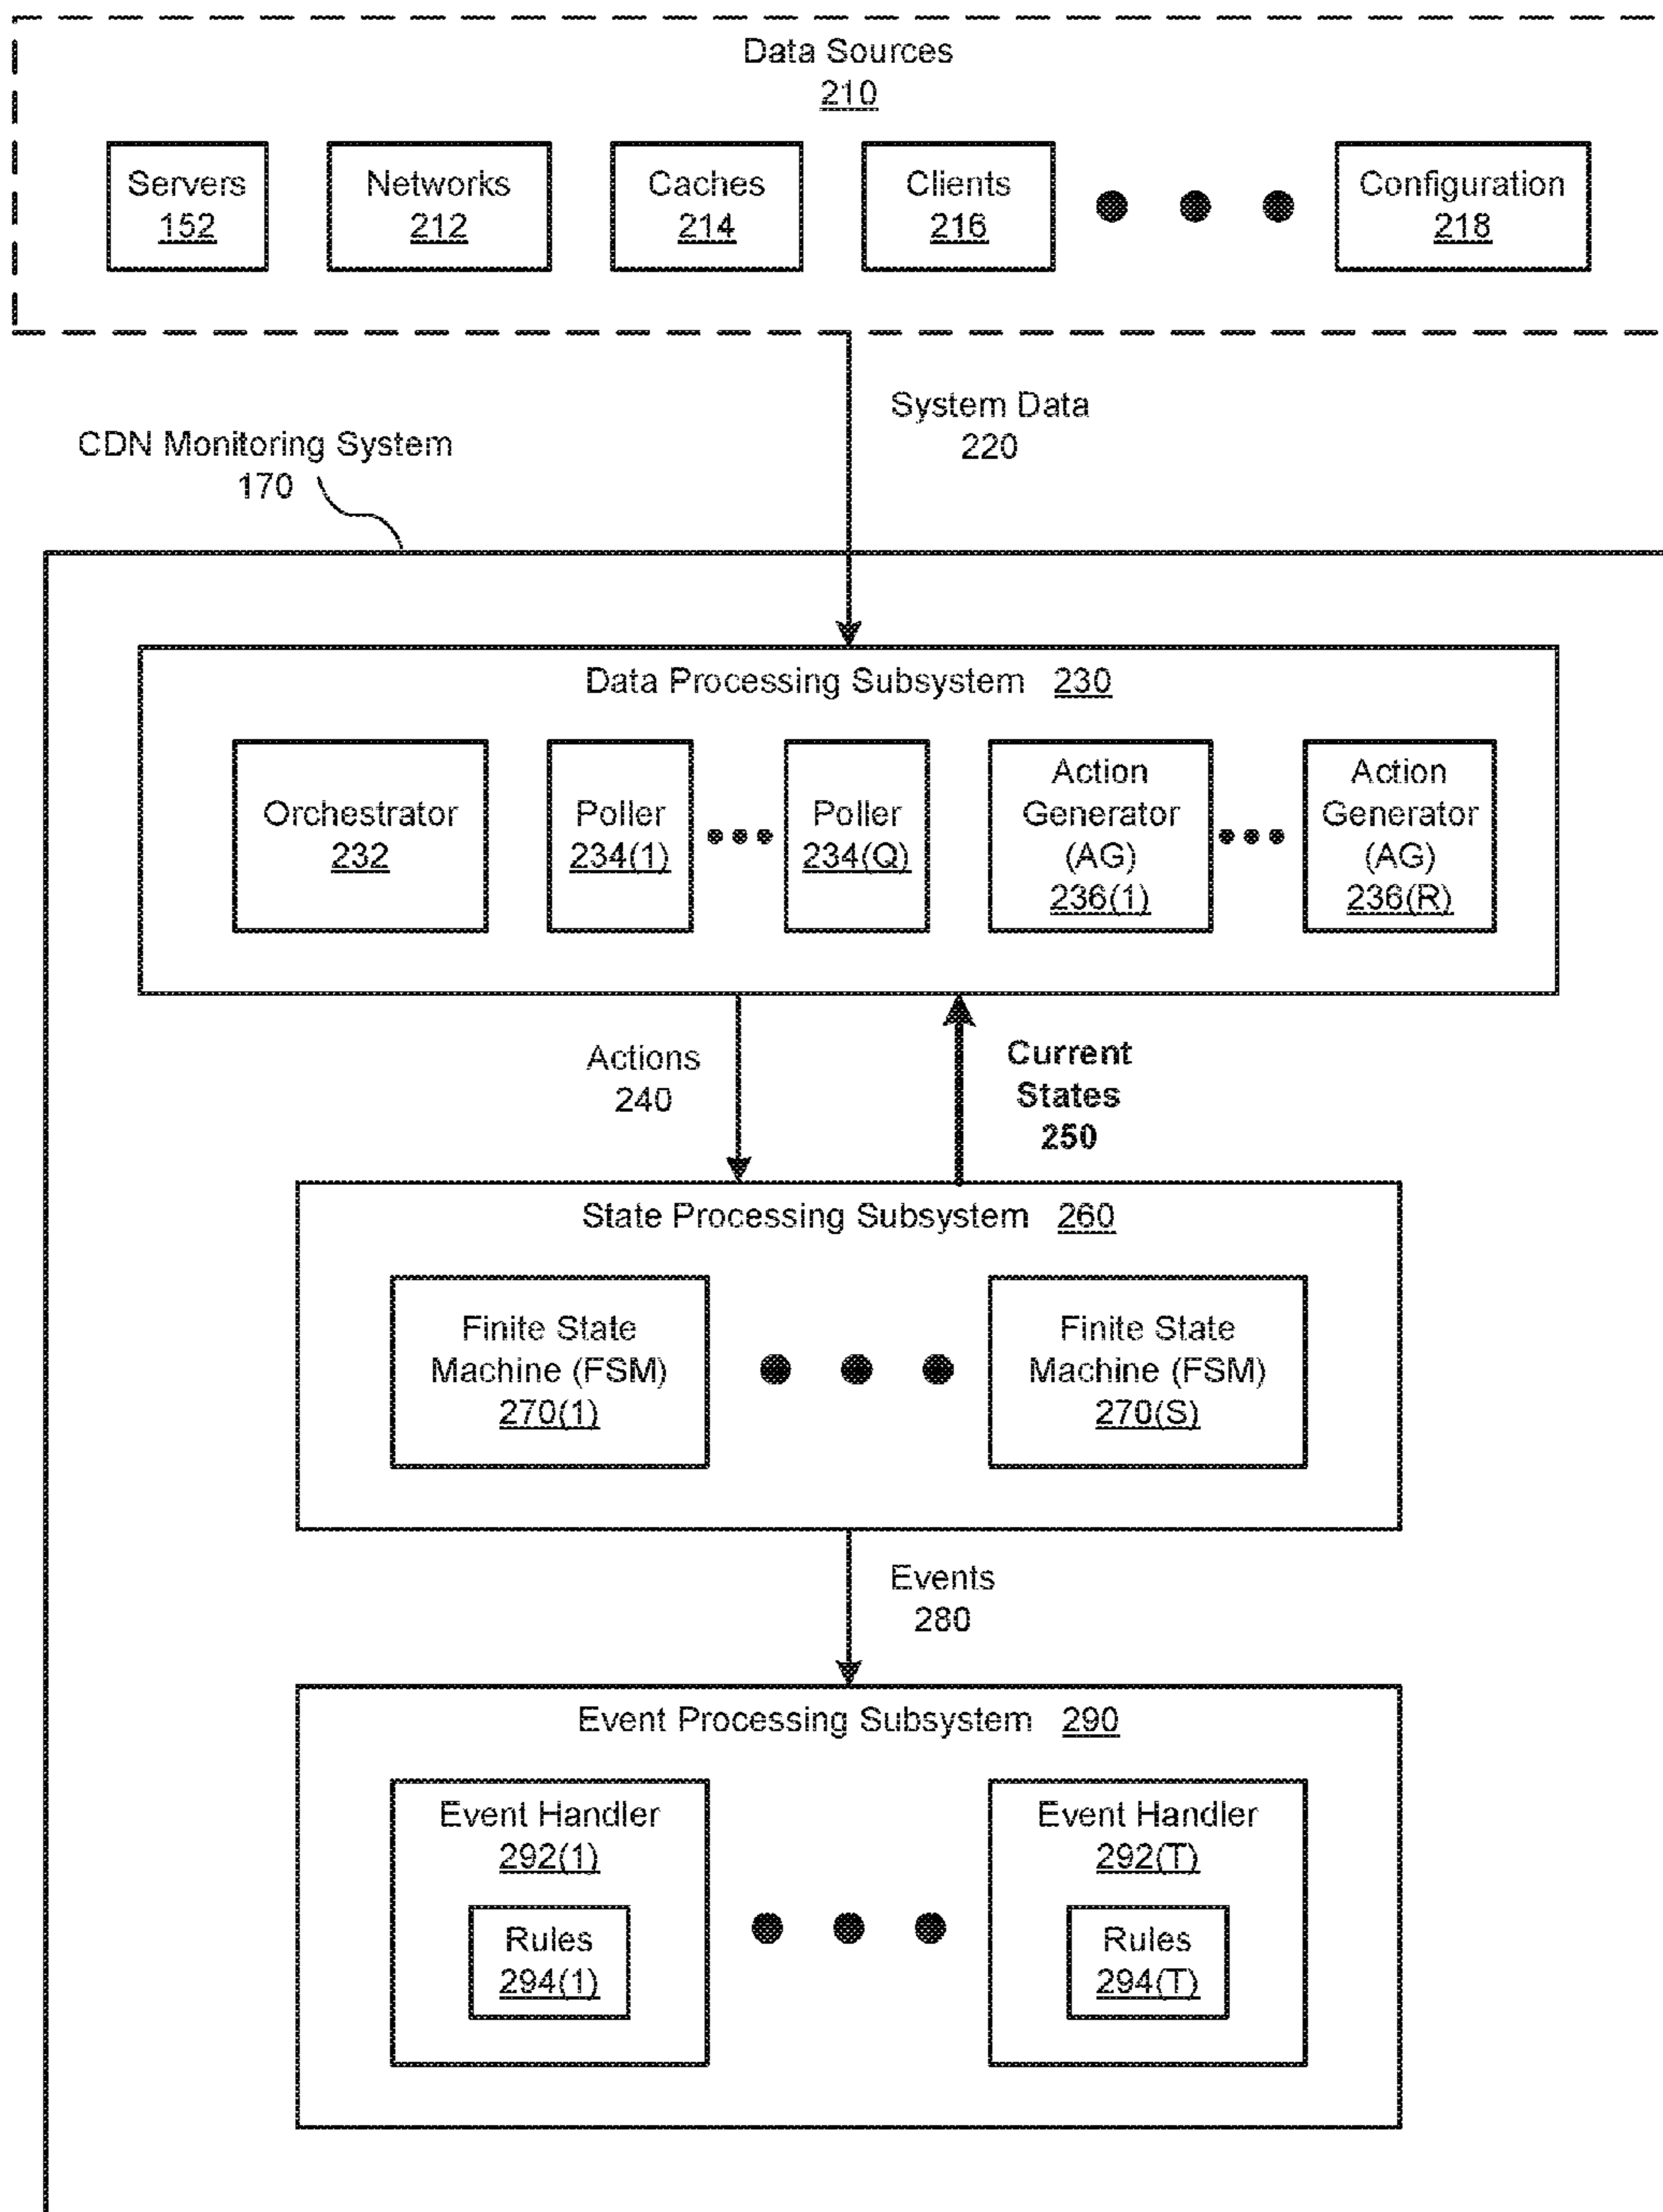 Data Sources
210
Servers
152
Networks
212
Caches
214
Clients
216
Configuration
218
System Data
220
CDN Monitoring System
170
Data Processing Subsystem 230
Orchestrator
232
Poller
234(1)
Poller
234(Q)
Action
Generator
(AG)
236(1)
Action
Generator
(AG)
236(R)
Actions
240
Current
States
250
State Processing Subsystem 260
Finite State
Machine (FSM)
270(1)
Finite State
Machine (FSM)
270(S)
Events
280
Event Processing Subsystem 290
Event Handler
292(1)
Rules
294(1)
Event Handler
292(T)
Rules
294(T)